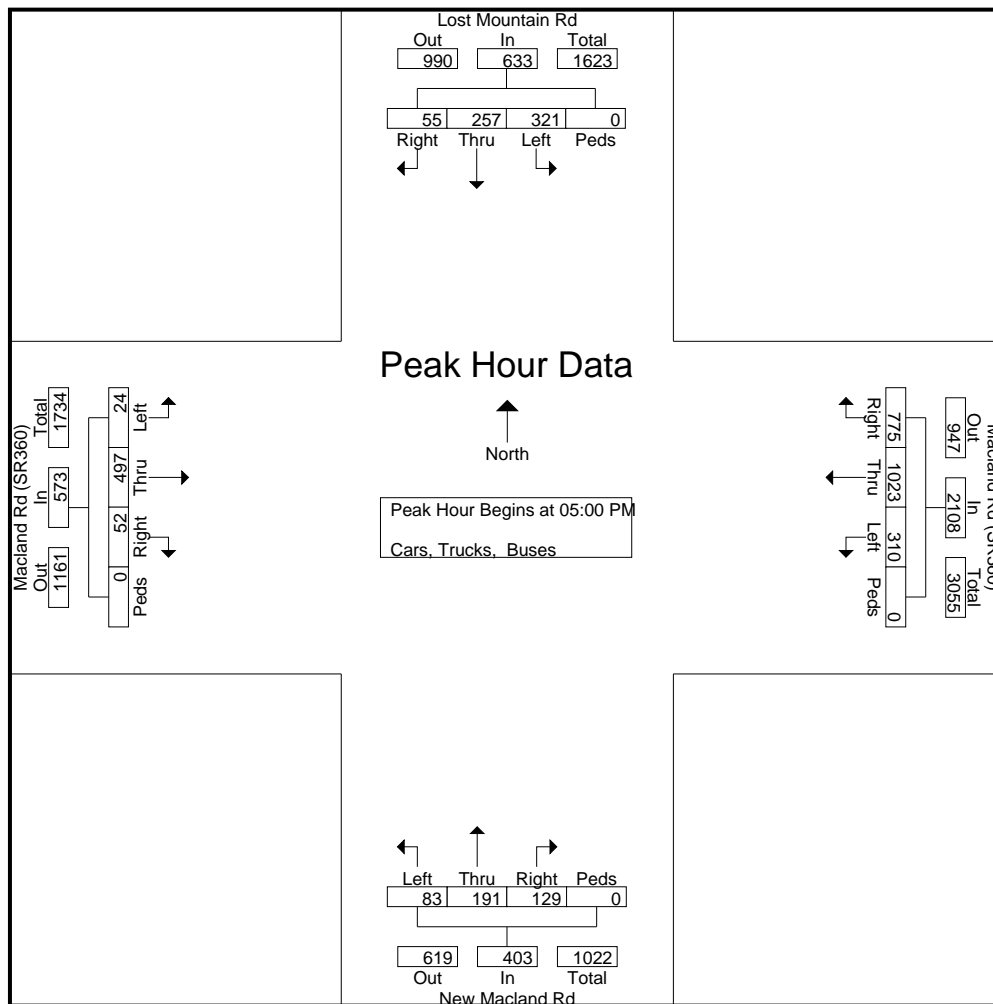 Lost Mountain Rd
Out In Total
990 633 1623
55 257 321 0
Right Thru Left Peds
Peak Hour Data
North
Peak Hour Begins at 05:00 PM
Cars, Trucks, Buses
Macland Rd (SR360)
Total In Out
1734 573 1161
24 497 52 0
Left Thru Right Peds
Right Thru Left Peds
775 1023 310 0
947 2108 3055
Out In Total
Macland Rd (SR360)
Left Thru Right Peds
83 191 129 0
619 403 1022
Out In Total
New Macland Rd